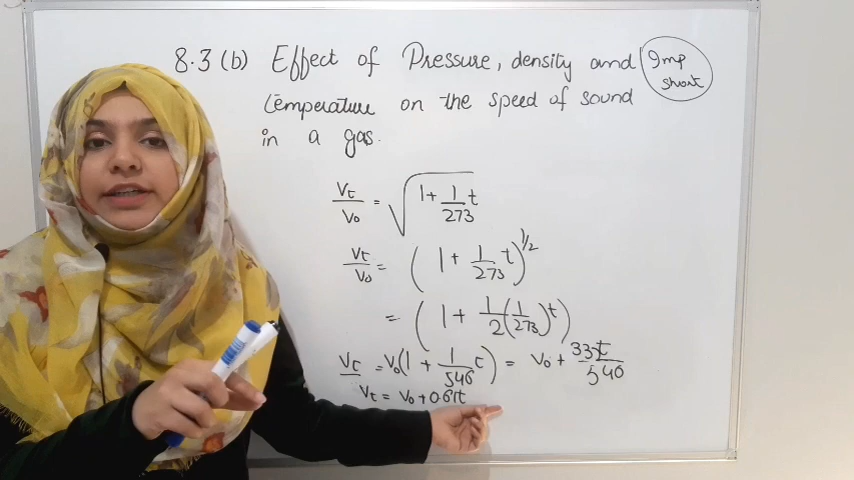 8.3 (b) Effect of Pressure, density and
Imp short
temperature on the speed of sound
in a gas.
Vt/V0 = √(1 + 1/273 t)
Vt/V0 = (1 + 1/273 t)^1/2
= (1 + 1/2 (1/273) t)
Vt = V0 (1 + 1/546 t) = V0 + 332t/546
Vt = V0 + 0.61t